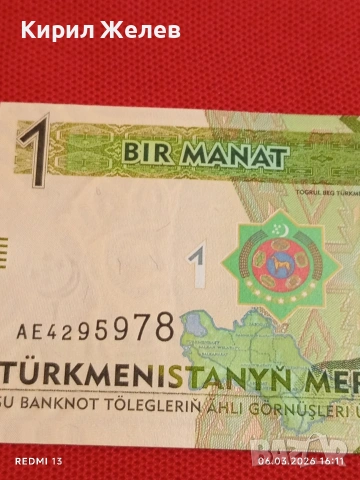 Кирил Желев
1
BIR MANAT
TOGRUL BEG TÜRKM
1
AE4295978
TÜRKMENISTANYŇ MER
SU BANKNOT TÖLEGLERIŇ ÄHLI GÖRNÜŞLERI U
REDMI 13
06.03.2026 16:11